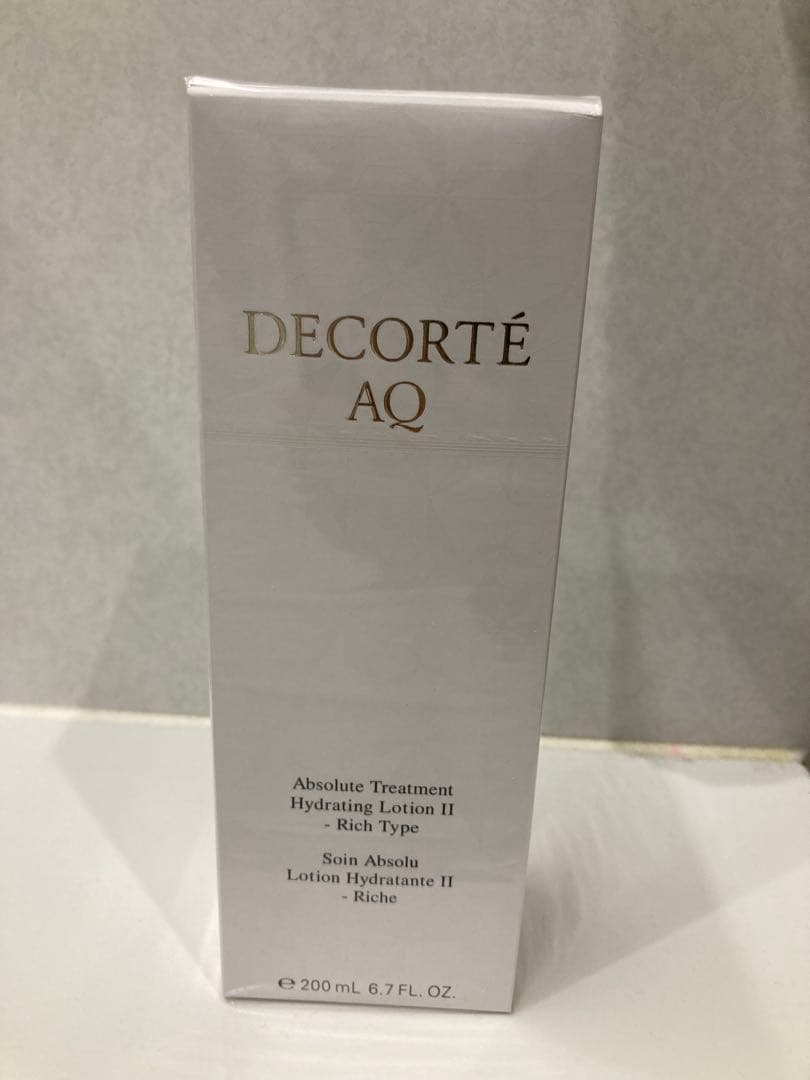 DECORTÉ
AQ
Absolute Treatment
Hydrating Lotion II
- Rich Type
Soin Absolu
Lotion Hydratante II
- Riche
℮ 200 mL 6.7 FL. OZ.